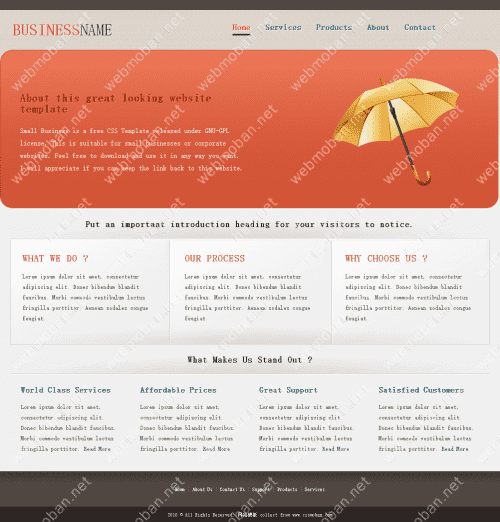 BUSINESSNAME
Home Services Products About Contact
About this great looking website
template
Small Business is a free CSS Template released under GNU-GPL
license. This is suitable for small businesses or corporate
websites. Feel free to download and use it in any way you want.
I will appreciate if you can keep the link back to this website.
Put an important introduction heading for your visitors to notice.
WHAT WE DO ?
Lorem ipsum dolor sit amet, consectetur
adipiscing elit. Donec bibendum blandit
faucibus. Morbi commodo vestibulum lectus
fringilla porttitor. Aenean sodales congue
feugiat.
OUR PROCESS
Lorem ipsum dolor sit amet, consectetur
adipiscing elit. Donec bibendum blandit
faucibus. Morbi commodo vestibulum lectus
fringilla porttitor. Aenean sodales congue
feugiat.
WHY CHOOSE US ?
Lorem ipsum dolor sit amet, consectetur
adipiscing elit. Donec bibendum blandit
faucibus. Morbi commodo vestibulum lectus
fringilla porttitor. Aenean sodales congue
feugiat.
What Makes Us Stand Out ?
World Class Services
Lorem ipsum dolor sit amet,
consectetur adipiscing elit.
Donec bibendum blandit faucibus.
Morbi commodo vestibulum lectus
fringilla porttitor. Read More
Affordable Prices
Lorem ipsum dolor sit amet,
consectetur adipiscing elit.
Donec bibendum blandit faucibus.
Morbi commodo vestibulum lectus
fringilla porttitor. Read More
Great Support
Lorem ipsum dolor sit amet,
consectetur adipiscing elit.
Donec bibendum blandit faucibus.
Morbi commodo vestibulum lectus
fringilla porttitor. Read More
Satisfied Customers
Lorem ipsum dolor sit amet,
consectetur adipiscing elit.
Donec bibendum blandit faucibus.
Morbi commodo vestibulum lectus
fringilla porttitor. Read More
Home | About Us | Contact Us | Support | Products | Services
2010 © All Rights Reserved. 网站模板 collect from www.cssmoban.com
webmoban.net